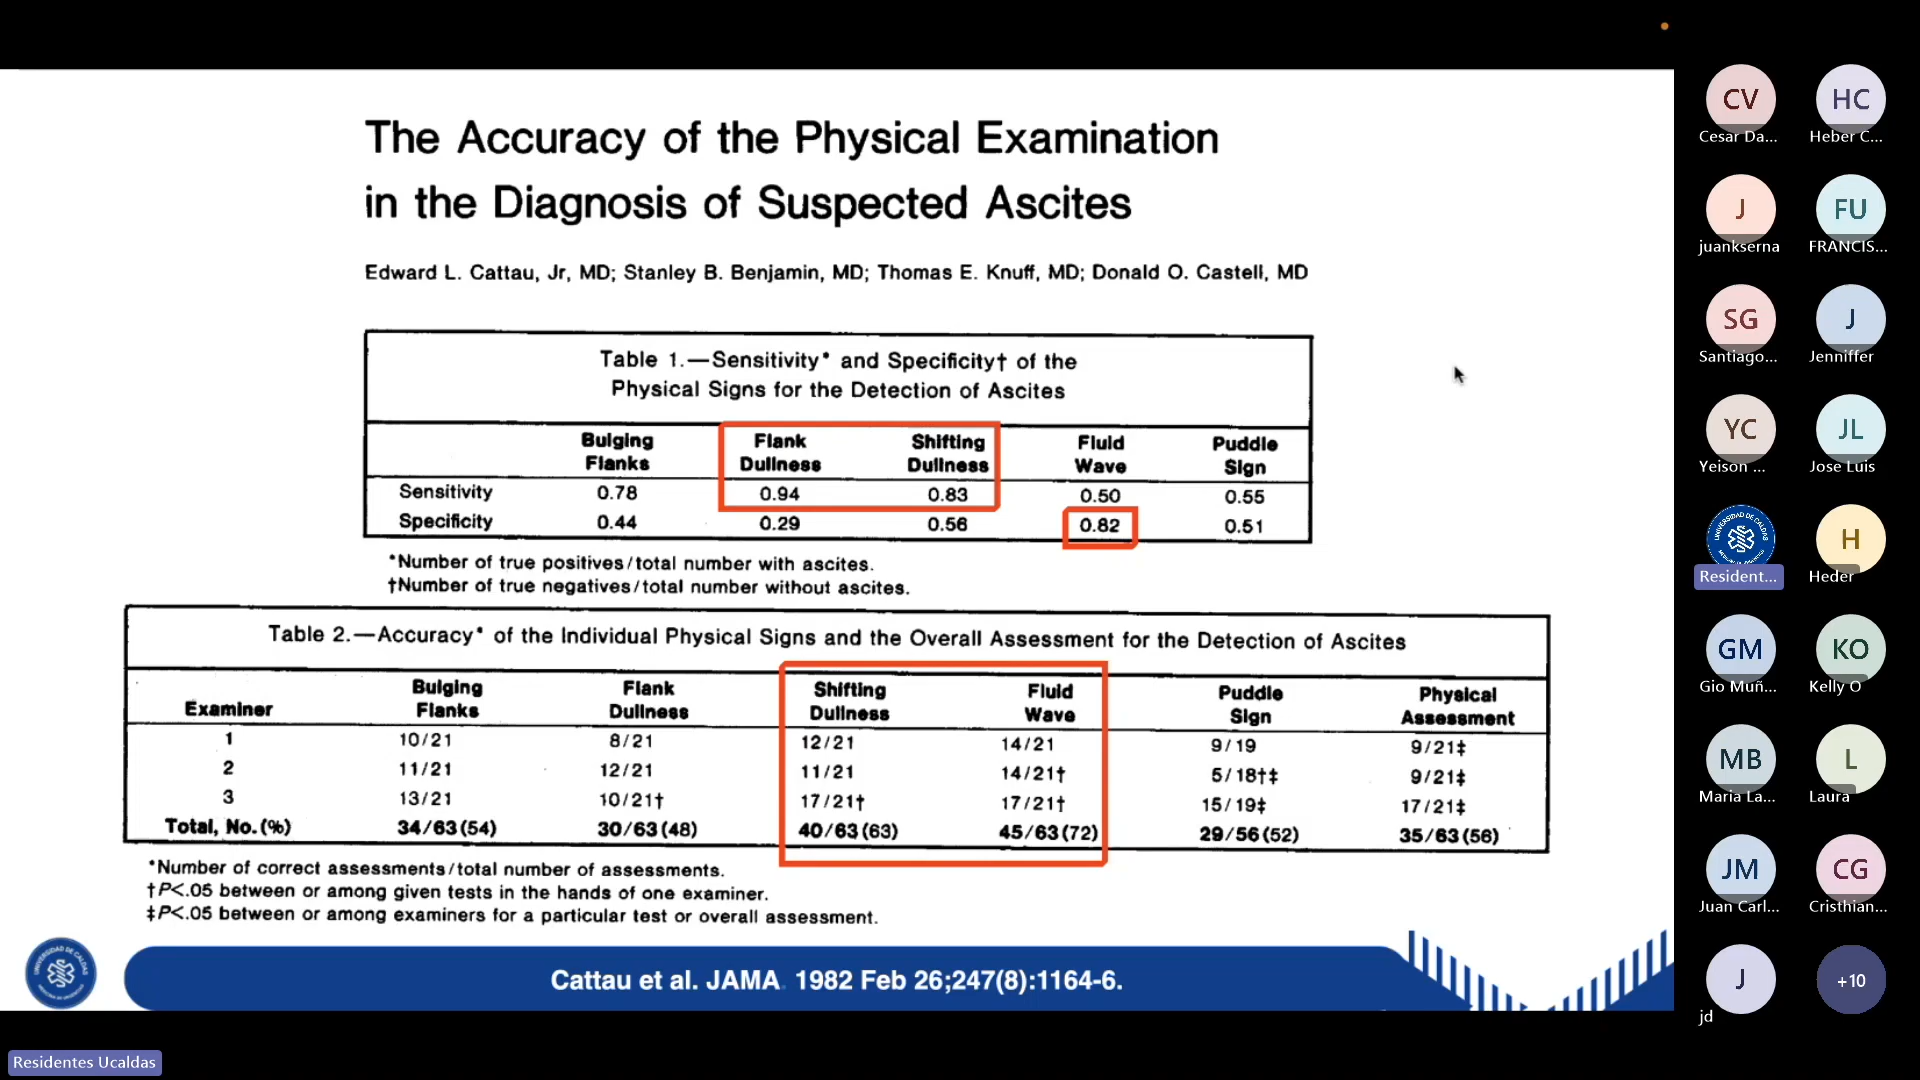 The Accuracy of the Physical Examination
in the Diagnosis of Suspected Ascites
Edward L. Cattau, Jr, MD; Stanley B. Benjamin, MD; Thomas E. Knuff, MD; Donald O. Castell, MD
Table 1.—Sensitivity* and Specificity† of the
Physical Signs for the Detection of Ascites
Bulging Flanks Flank Dullness Shifting Dullness Fluid Wave Puddle Sign
Sensitivity 0.78 0.94 0.83 0.50 0.55
Specificity 0.44 0.29 0.56 0.82 0.51
*Number of true positives/total number with ascites.
†Number of true negatives/total number without ascites.
Table 2.—Accuracy* of the Individual Physical Signs and the Overall Assessment for the Detection of Ascites
Examiner Bulging Flanks Flank Dullness Shifting Dullness Fluid Wave Puddle Sign Physical Assessment
1 10/21 8/21 12/21 14/21 9/19 9/21‡
2 11/21 12/21 11/21 14/21† 5/18†‡ 9/21‡
3 13/21 10/21† 17/21† 17/21† 15/19‡ 17/21‡
Total, No.(%) 34/63(54) 30/63(48) 40/63(63) 45/63(72) 29/56(52) 35/63(56)
*Number of correct assessments/total number of assessments.
†P<.05 between or among given tests in the hands of one examiner.
‡P<.05 between or among examiners for a particular test or overall assessment.
Cattau et al. JAMA. 1982 Feb 26;247(8):1164-6.
CV HC
Cesar Da... Heber C...
J FU
juankserna FRANCIS...
SG J
Santiago... Jenniffer
YC JL
Yeison ... Jose Luis
UNIVERSIDAD DE CALDAS
H
Resident... Heder
GM KO
Gio Muñ... Kelly O
MB L
Maria La... Laura
JM CG
Juan Carl... Cristhian...
J +10
jd
Residentes Ucaldas